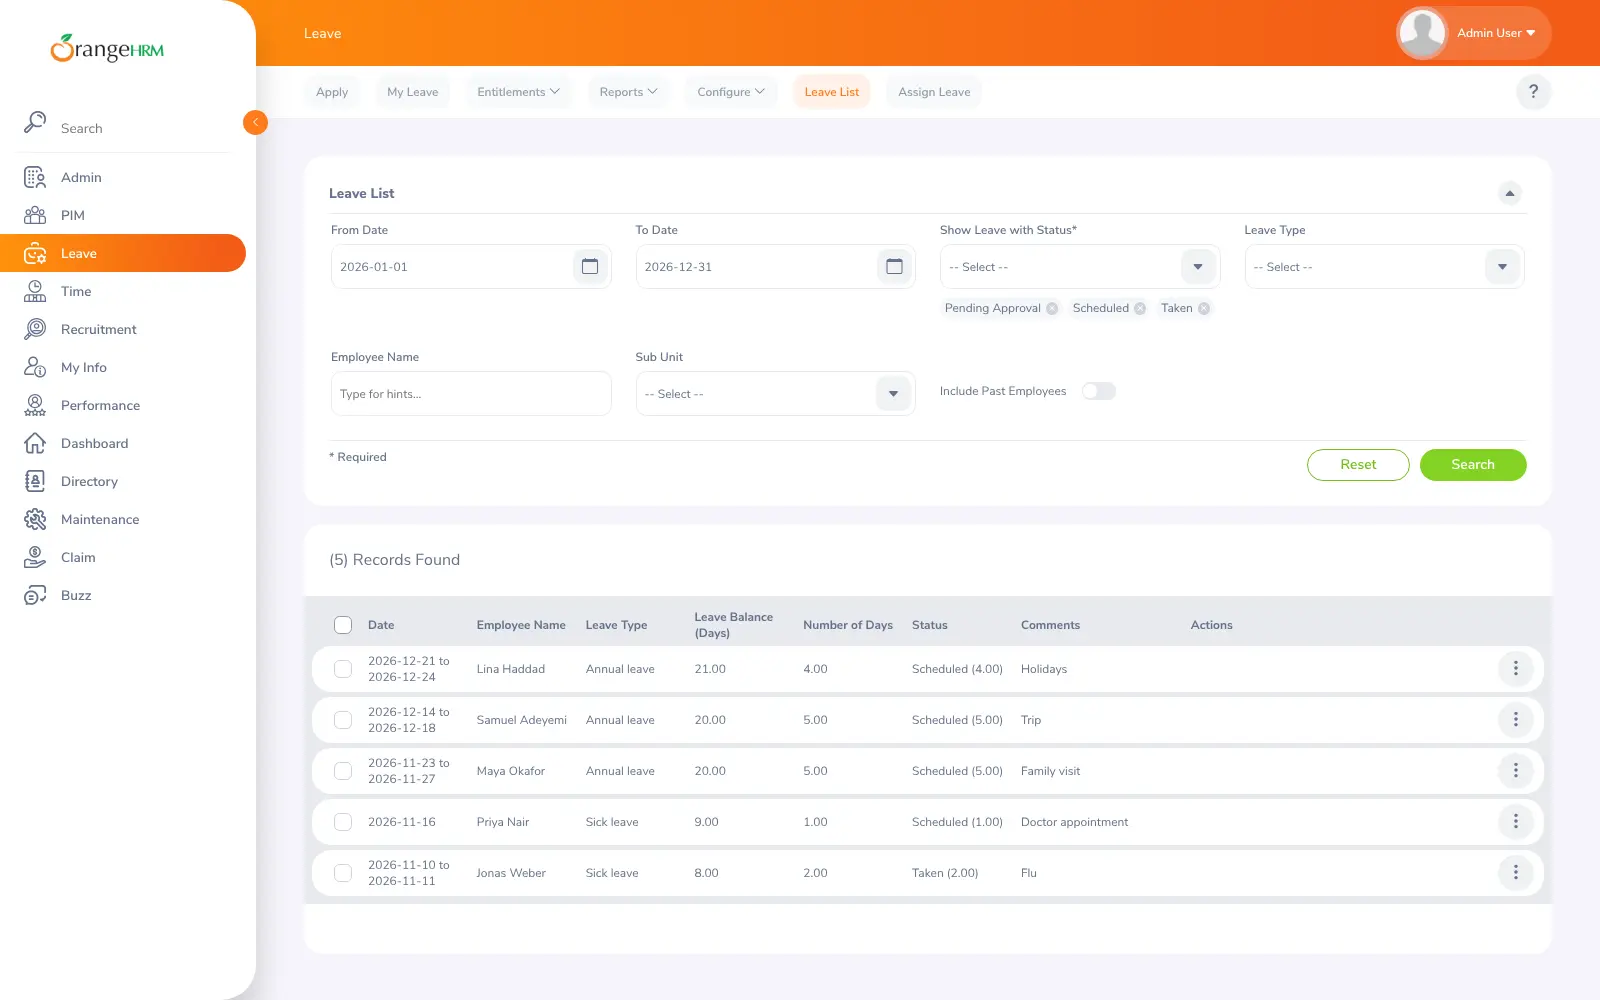 OrangeHRM
Leave
Admin User
Search
Admin
PIM
Leave
Time
Recruitment
My Info
Performance
Dashboard
Directory
Maintenance
Claim
Buzz
Apply
My Leave
Entitlements
Reports
Configure
Leave List
Assign Leave
?
Leave List
From Date
To Date
Show Leave with Status*
Leave Type
2026-01-01
2026-12-31
-- Select --
-- Select --
Pending Approval
Scheduled
Taken
Employee Name
Sub Unit
Type for hints...
-- Select --
Include Past Employees
* Required
Reset
Search
(5) Records Found
Date
Employee Name
Leave Type
Leave Balance
(Days)
Number of Days
Status
Comments
Actions
2026-12-21 to
2026-12-24
Lina Haddad
Annual leave
21.00
4.00
Scheduled (4.00)
Holidays
2026-12-14 to
2026-12-18
Samuel Adeyemi
Annual leave
20.00
5.00
Scheduled (5.00)
Trip
2026-11-23 to
2026-11-27
Maya Okafor
Annual leave
20.00
5.00
Scheduled (5.00)
Family visit
2026-11-16
Priya Nair
Sick leave
9.00
1.00
Scheduled (1.00)
Doctor appointment
2026-11-10 to
2026-11-11
Jonas Weber
Sick leave
8.00
2.00
Taken (2.00)
Flu